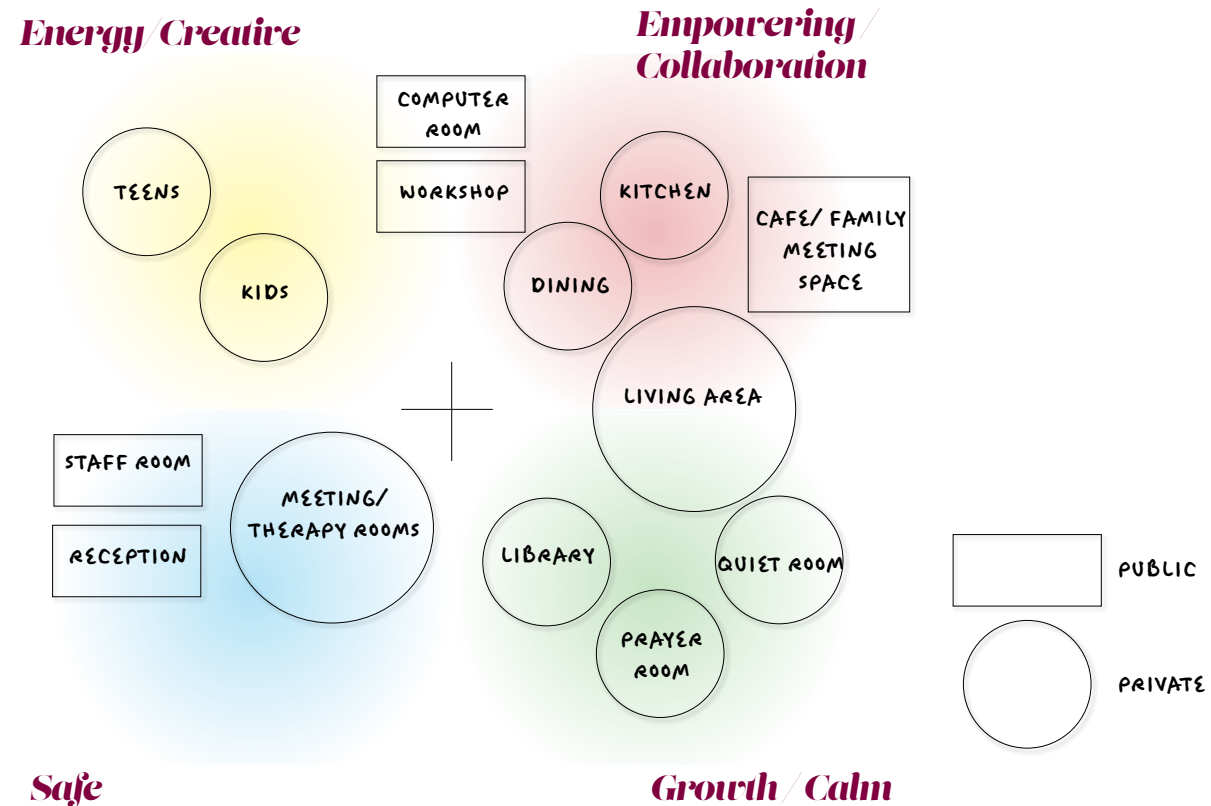 Energy/Creative
Empowering/
Collaboration
COMPUTER
ROOM
WORKSHOP
TEENS
KIDS
KITCHEN
DINING
CAFE/ FAMILY
MEETING
SPACE
LIVING AREA
STAFF ROOM
RECEPTION
MEETING/
THERAPY ROOMS
LIBRARY
QUIET ROOM
PRAYER
ROOM
PUBLIC
PRIVATE
Safe
Growth / Calm